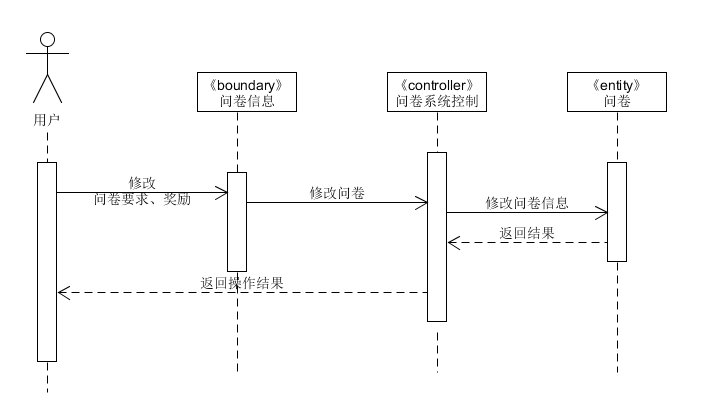 《boundary》
问卷信息
《controller》
问卷系统控制
《entity》
问卷
用户
修改
问卷要求、奖励
修改问卷
修改问卷信息
返回结果
返回操作结果